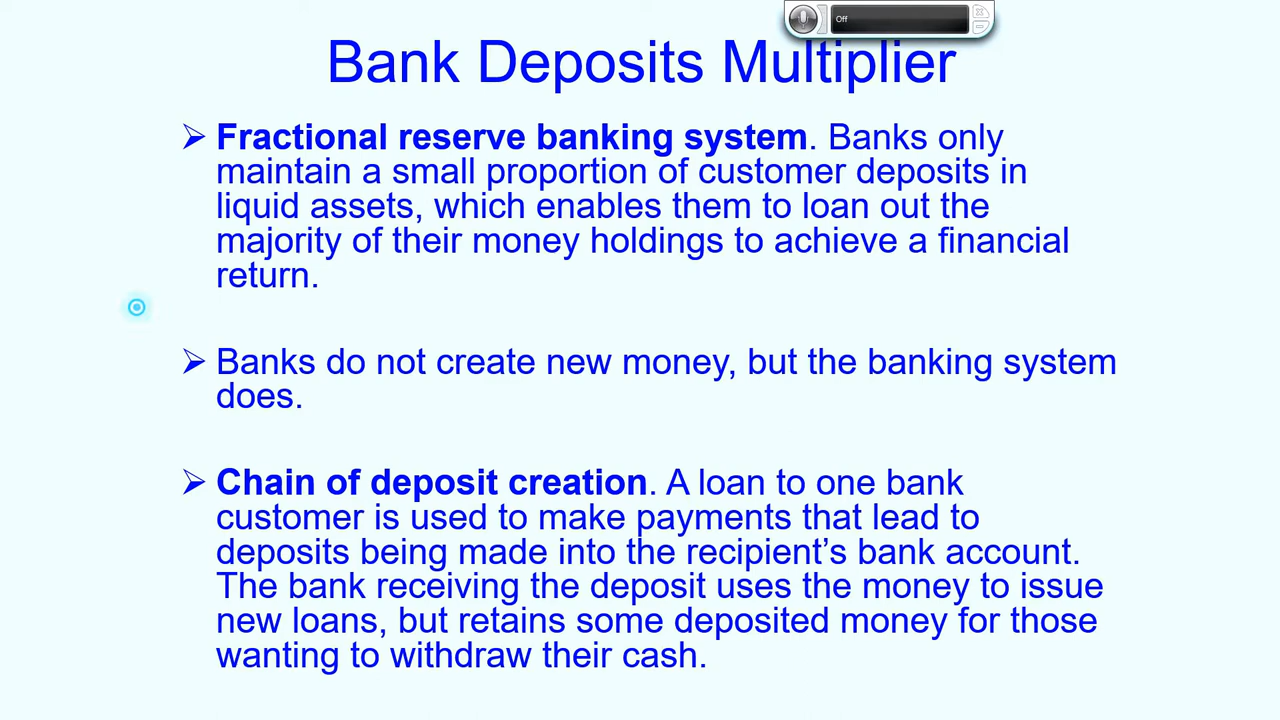 Off
Bank Deposits Multiplier
➢ Fractional reserve banking system. Banks only
maintain a small proportion of customer deposits in
liquid assets, which enables them to loan out the
majority of their money holdings to achieve a financial
return.
➢ Banks do not create new money, but the banking system
does.
➢ Chain of deposit creation. A loan to one bank
customer is used to make payments that lead to
deposits being made into the recipient’s bank account.
The bank receiving the deposit uses the money to issue
new loans, but retains some deposited money for those
wanting to withdraw their cash.